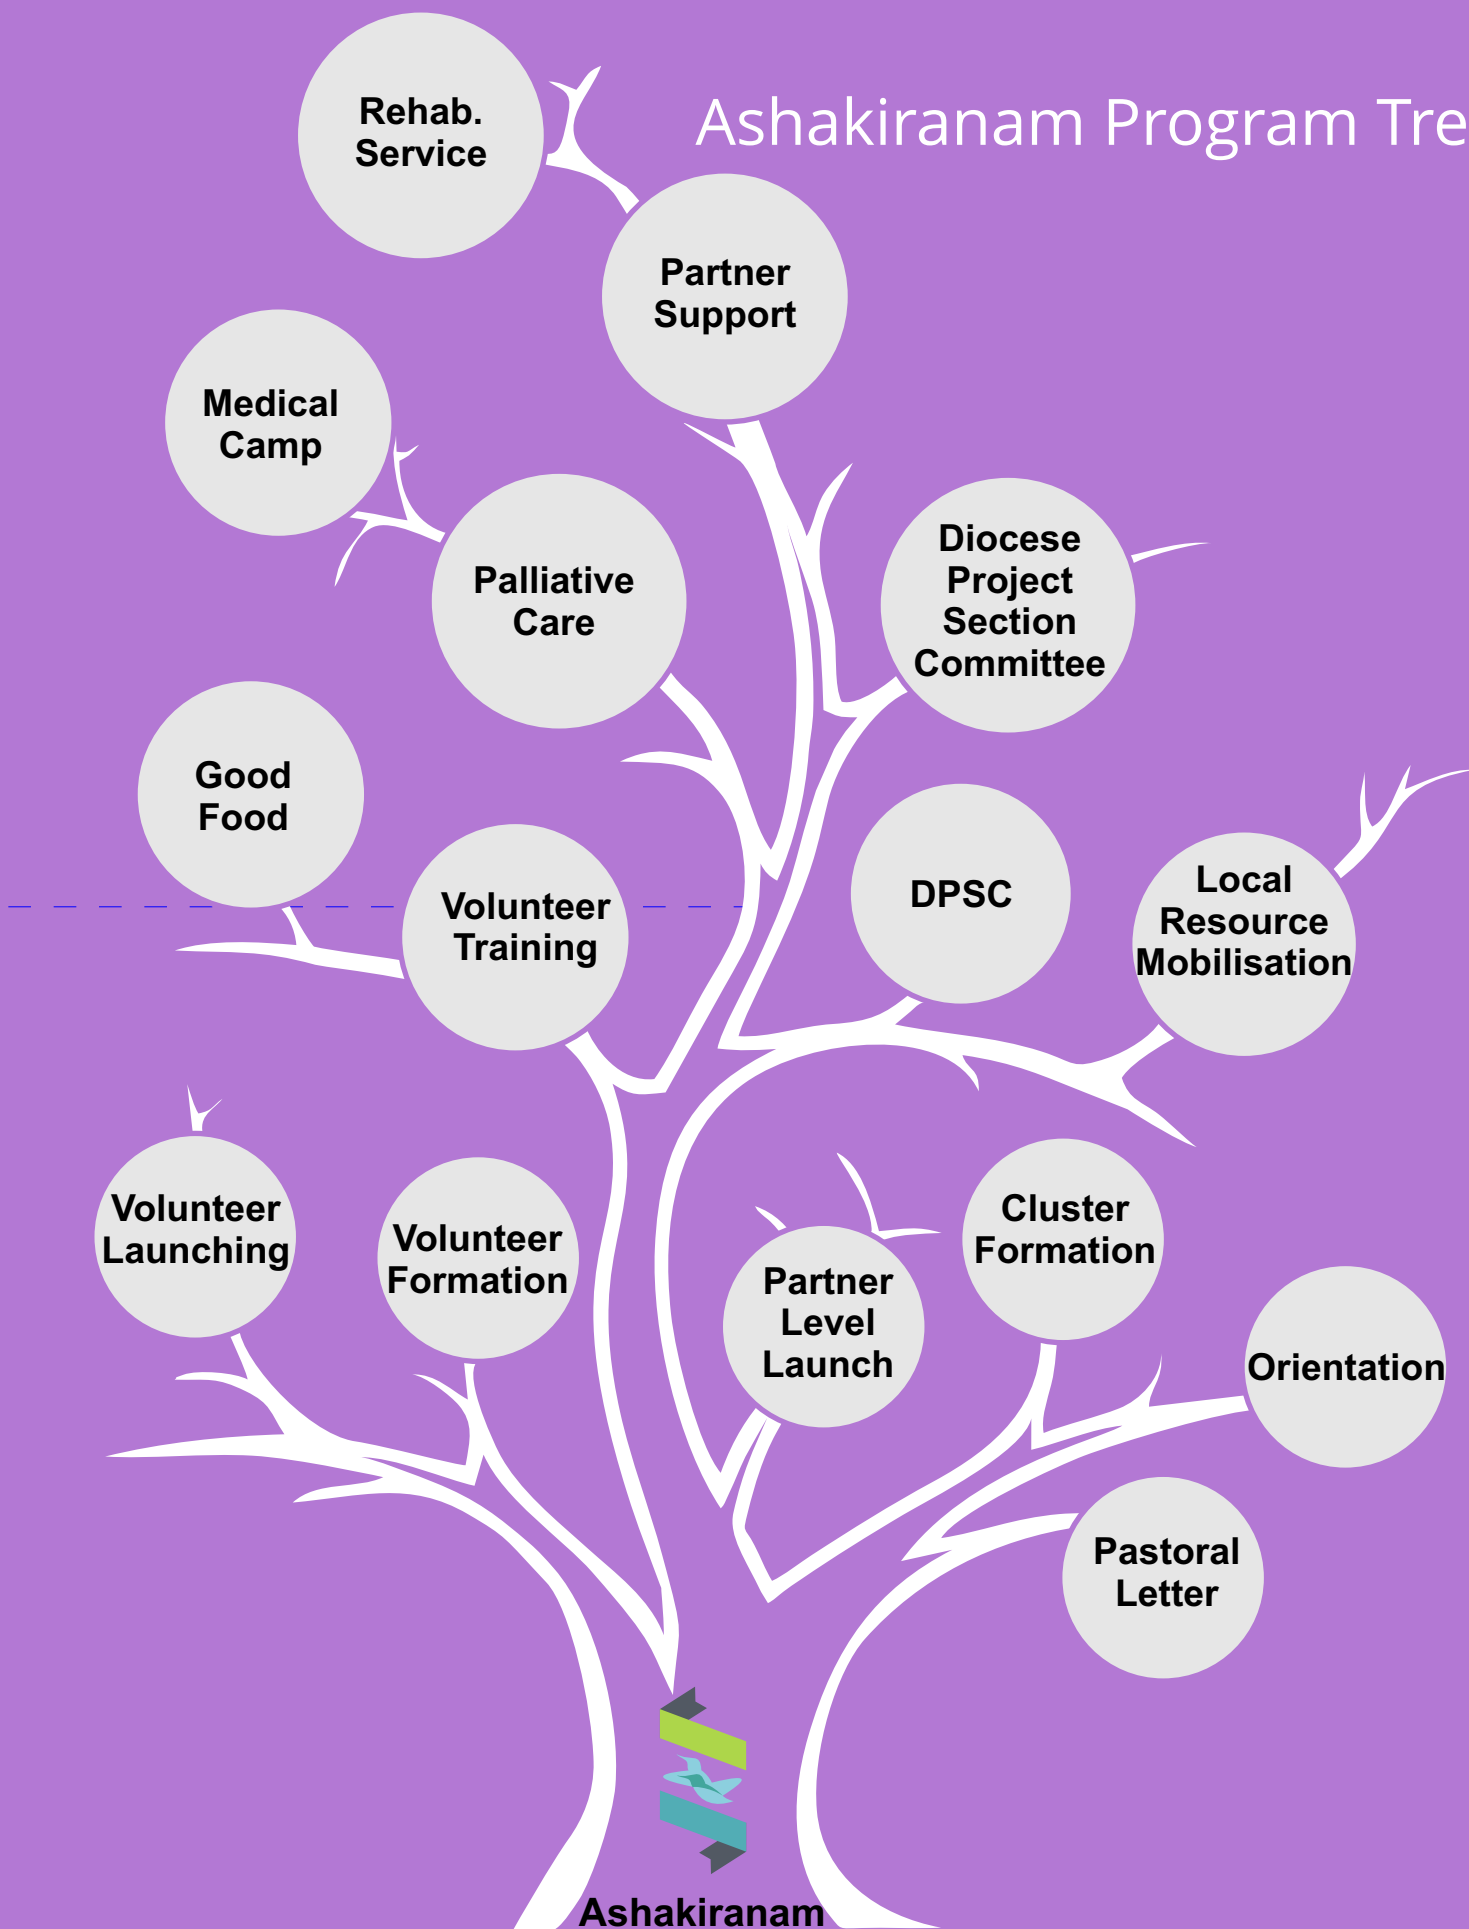 Ashakiranam Program Tre
Rehab.
Service
Partner
Support
Medical
Camp
Palliative
Care
Diocese
Project
Section
Committee
Good
Food
Volunteer
Training
DPSC
Local
Resource
Mobilisation
Volunteer
Launching
Volunteer
Formation
Partner
Level
Launch
Cluster
Formation
Orientation
Pastoral
Letter
Ashakiranam